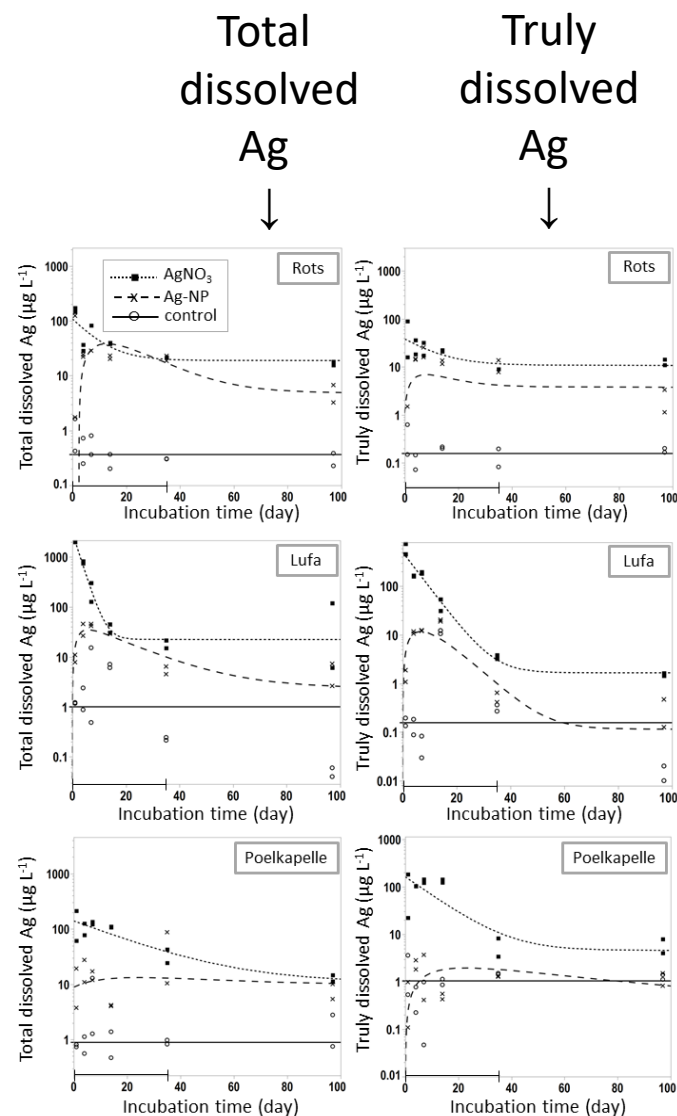 Total
dissolved
Ag
↓
Truly
dissolved
Ag
↓
Total dissolved Ag (µg L⁻¹)
1000
100
10
1
0.1
Rots
AgNO₃
Ag-NP
control
0 20 40 60 80 100
Incubation time (day)
Truly dissolved Ag (µg L⁻¹)
1000
100
10
1
0.1
Rots
0 20 40 60 80 100
Incubation time (day)
Total dissolved Ag (µg L⁻¹)
1000
100
10
1
0.1
Lufa
0 20 40 60 80 100
Incubation time (day)
Truly dissolved Ag (µg L⁻¹)
100
10
1
0.1
0.01
Lufa
0 20 40 60 80 100
Incubation time (day)
Total dissolved Ag (µg L⁻¹)
1000
100
10
1
Poelkapelle
0 20 40 60 80 100
Incubation time (day)
Truly dissolved Ag (µg L⁻¹)
1000
100
10
1
0.1
0.01
Poelkapelle
0 20 40 60 80 100
Incubation time (day)